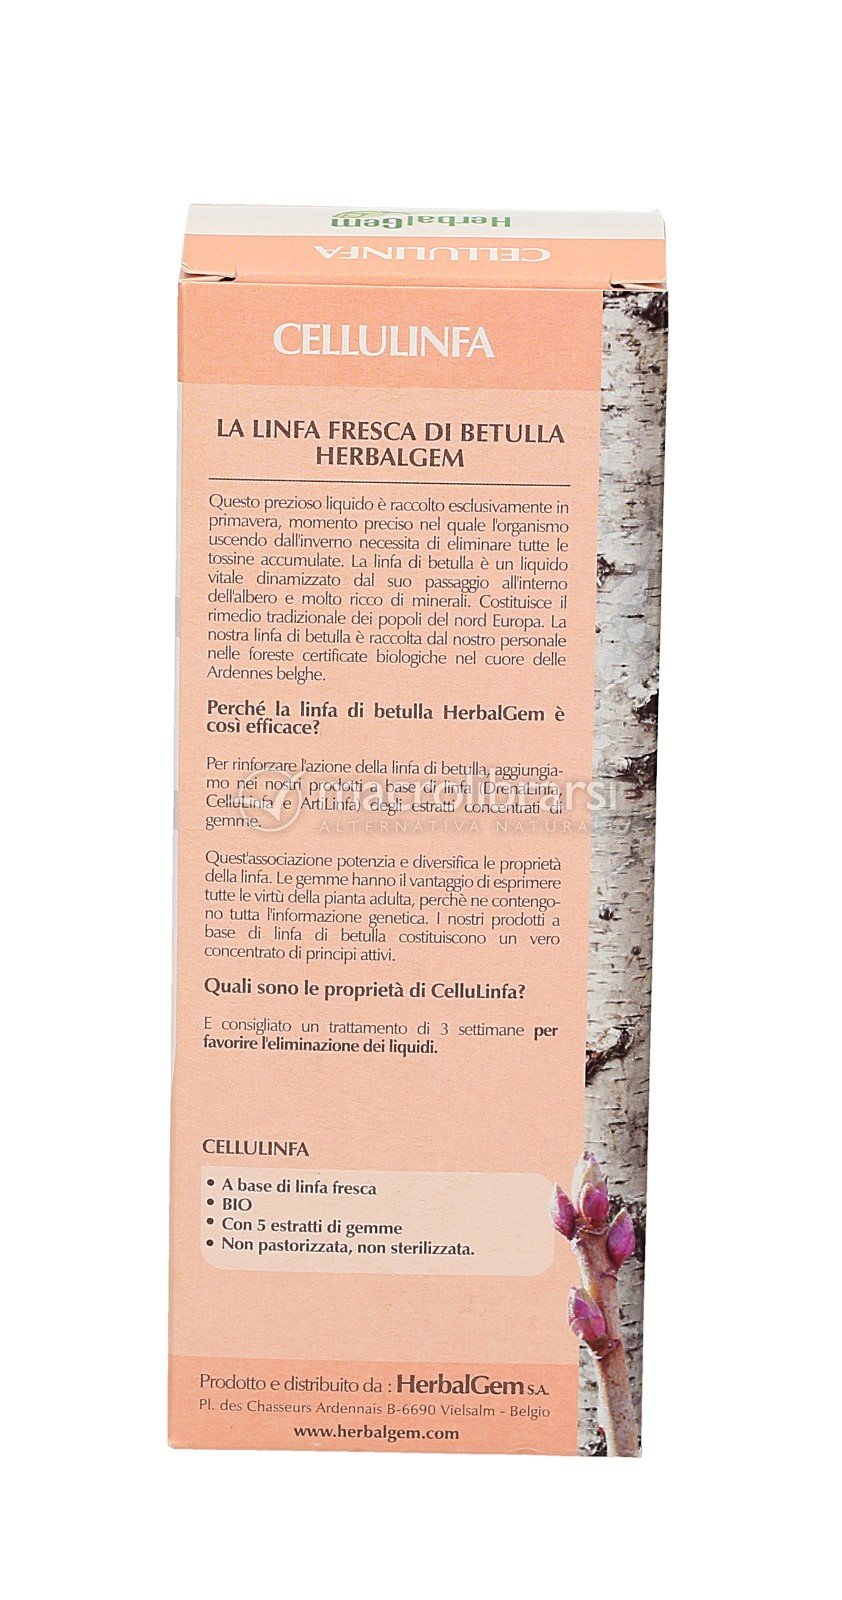 HerbalGem
CELLULINFA
CELLULINFA
LA LINFA FRESCA DI BETULLA
HERBALGEM
Questo prezioso liquido è raccolto esclusivamente in
primavera, momento preciso nel quale l'organismo
uscendo dall'inverno necessita di eliminare tutte le
tossine accumulate. La linfa di betulla è un liquido
vitale dinamizzato dal suo passaggio all'interno
dell'albero e molto ricco di minerali. Costituisce il
rimedio tradizionale dei popoli del nord Europa. La
nostra linfa di betulla è raccolta dal nostro personale
nelle foreste certificate biologiche nel cuore delle
Ardennes belghe.
Perché la linfa di betulla HerbalGem è
così efficace?
Per rinforzare l'azione della linfa di betulla, aggiungia-
mo nei nostri prodotti a base di linfa (DrenaLinfa,
CelluLinfa e ArtiLinfa) degli estratti concentrati di
gemme.
macrolibrarsi
ALTERNATIVA NATURALE
Quest'associazione potenzia e diversifica le proprietà
della linfa. Le gemme hanno il vantaggio di esprimere
tutte le virtù della pianta adulta, perchè ne contengo-
no tutta l'informazione genetica. I nostri prodotti a
base di linfa di betulla costituiscono un vero
concentrato di principi attivi.
Quali sono le proprietà di CelluLinfa?
E consigliato un trattamento di 3 settimane per
favorire l'eliminazione dei liquidi.
CELLULINFA
• A base di linfa fresca
• BIO
• Con 5 estratti di gemme
• Non pastorizzata, non sterilizzata.
Prodotto e distribuito da : HerbalGem S.A.
Pl. des Chasseurs Ardennais B-6690 Vielsalm - Belgio
www.herbalgem.com